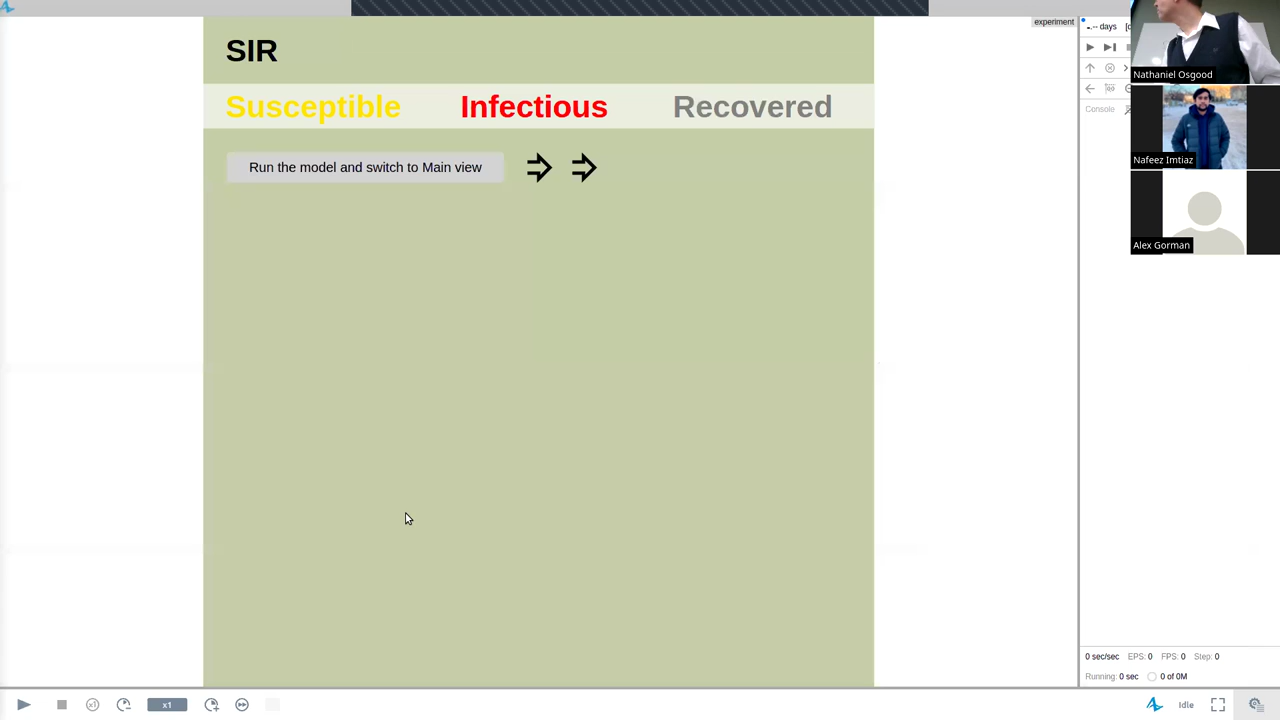 experiment
SIR
Susceptible Infectious Recovered
Run the model and switch to Main view
-.-- days
Console
Nathaniel Osgood
Nafeez Imtiaz
Alex Gorman
0 sec/sec EPS: 0 FPS: 0 Step: 0
Running: 0 sec 0 of 0M
x1 x1 Idle